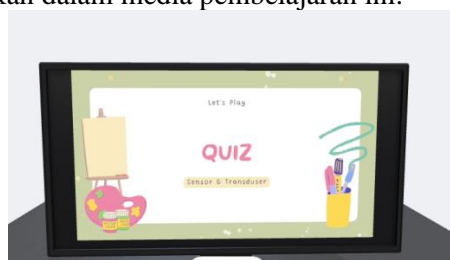 kan dalam media pembelajaran ini.
Let's Play
QUIZ
Sensor & Transduser